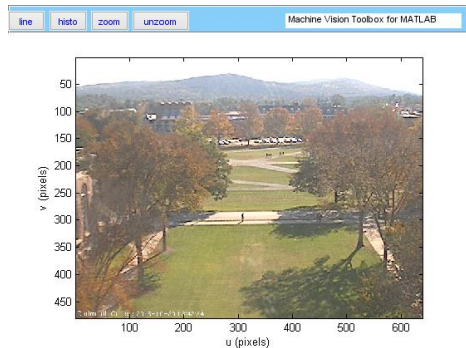 line histo zoom unzoom Machine Vision Toolbox for MATLAB
50
100
150
200
250
300
350
400
450
v (pixels)
100 200 300 400 500 600
u (pixels)